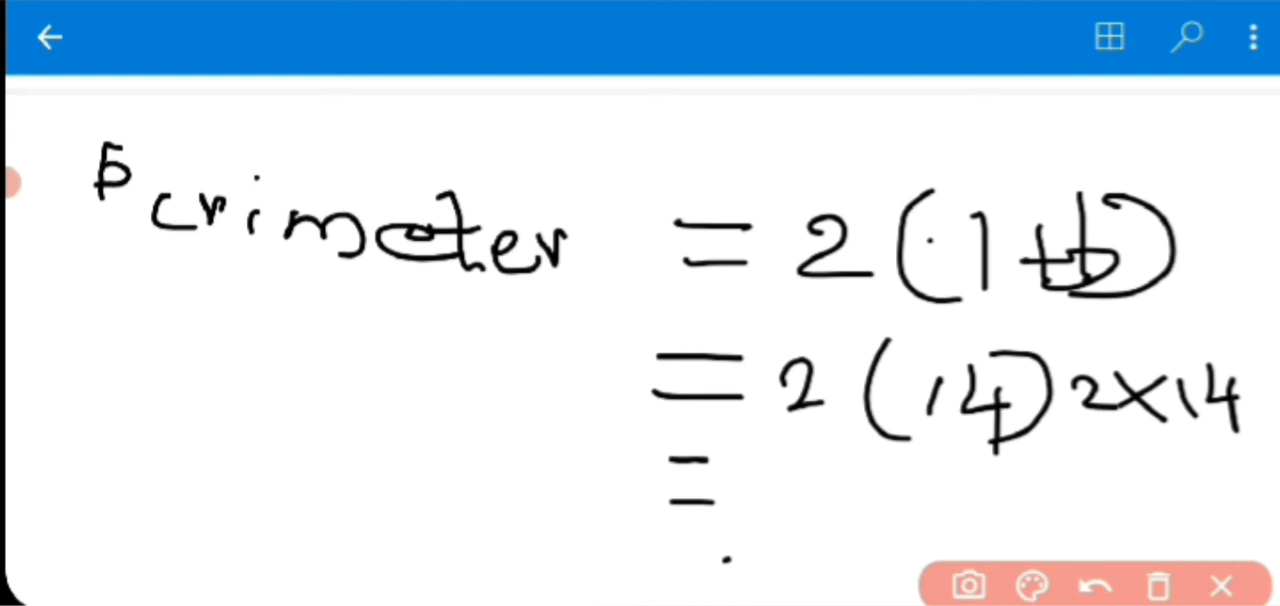 Perimeter = 2 (l+b)
= 2 (14) 2×14
=